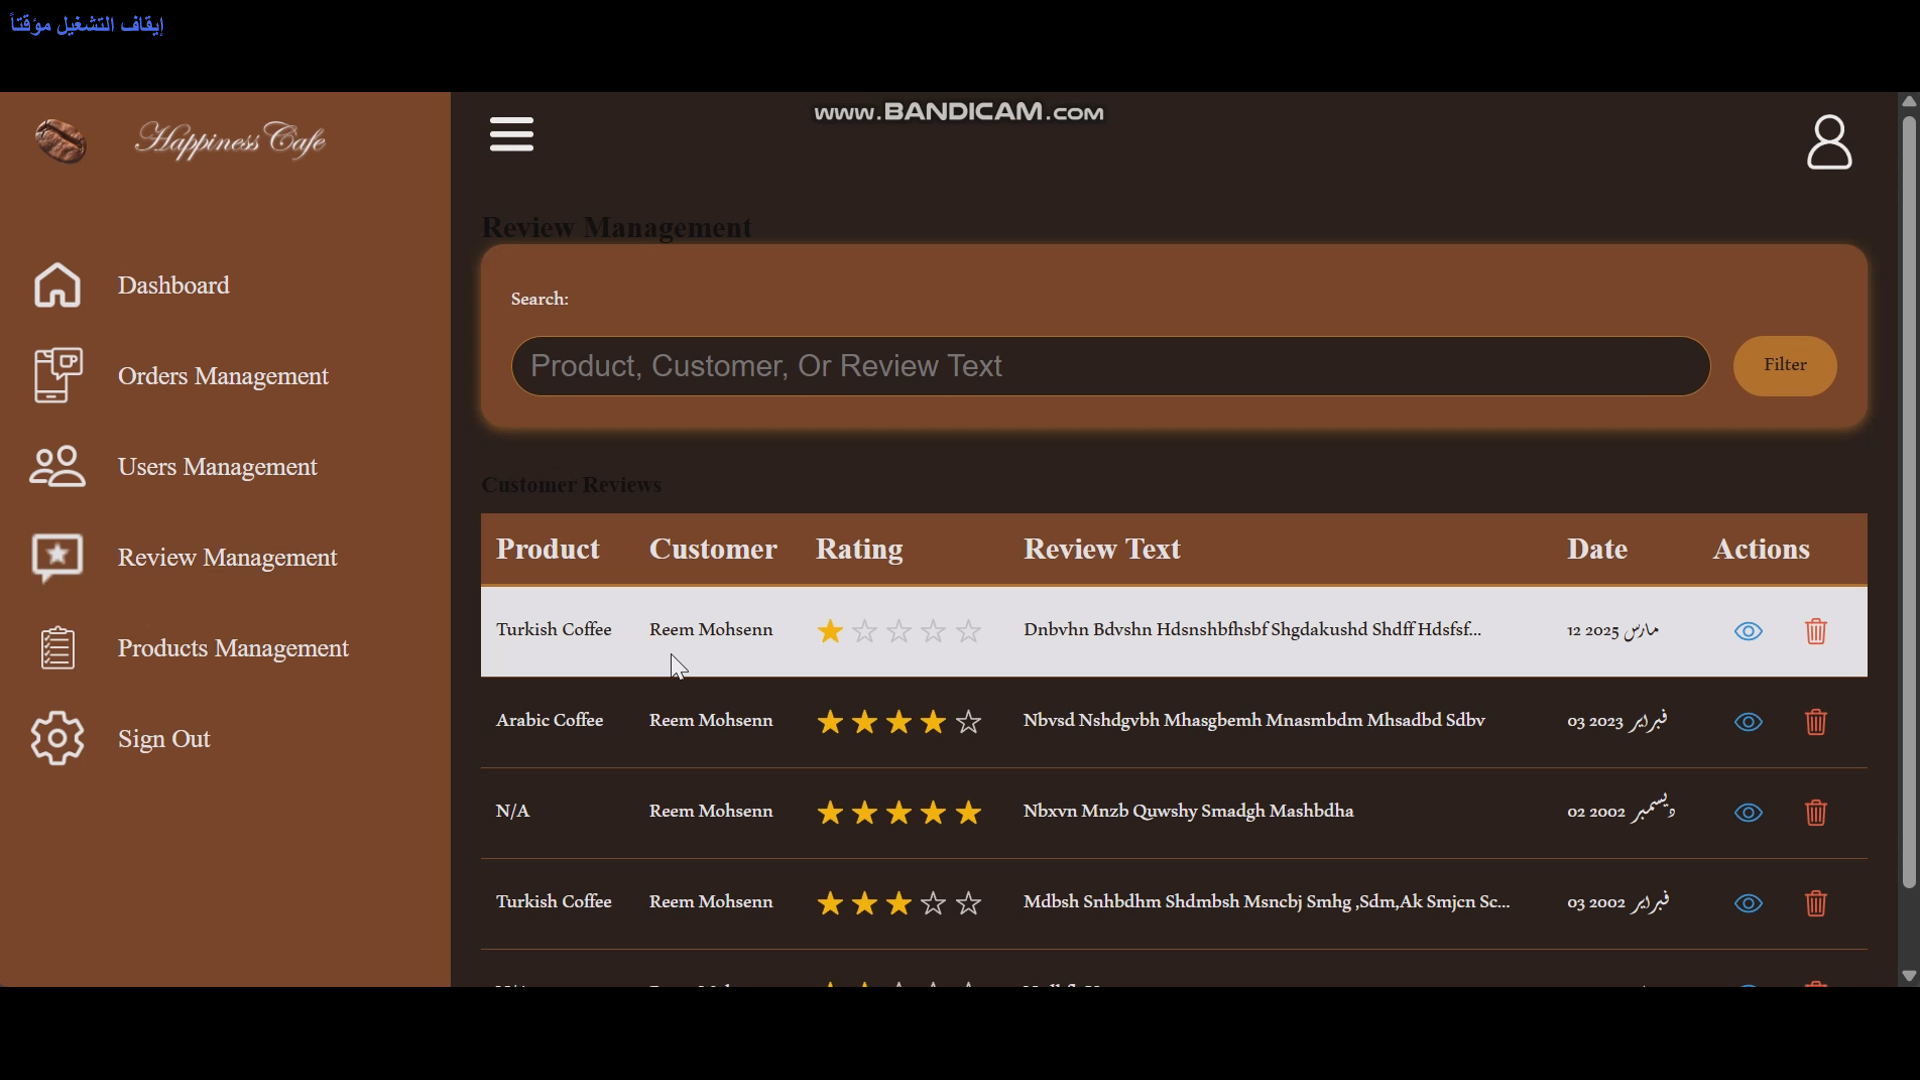 إيقاف التشغيل مؤقتاً
www.BANDICAM.com
Happiness Cafe
Dashboard
Orders Management
Users Management
Review Management
Products Management
Sign Out
Review Management
Search:
Product, Customer, Or Review Text
Filter
Customer Reviews
Product Customer Rating Review Text Date Actions
Turkish Coffee Reem Mohsenn Dnbvhn Bdvshn Hdsnshbfhsbf Shgdakushd Shdff Hdsfsf... 12 مارس 2025
Arabic Coffee Reem Mohsenn Nbvsd Nshdgvbh Mhasgbemh Mnasmbdm Mhsadbd Sdbv 03 فبراير 2023
N/A Reem Mohsenn Nbxvn Mnzb Quwshy Smadgh Mashbdha 02 ديسمبر 2002
Turkish Coffee Reem Mohsenn Mdbsh Snhbdhm Shdmbsh Msncbj Smhg ,Sdm,Ak Smjcn Sc... 03 فبراير 2002